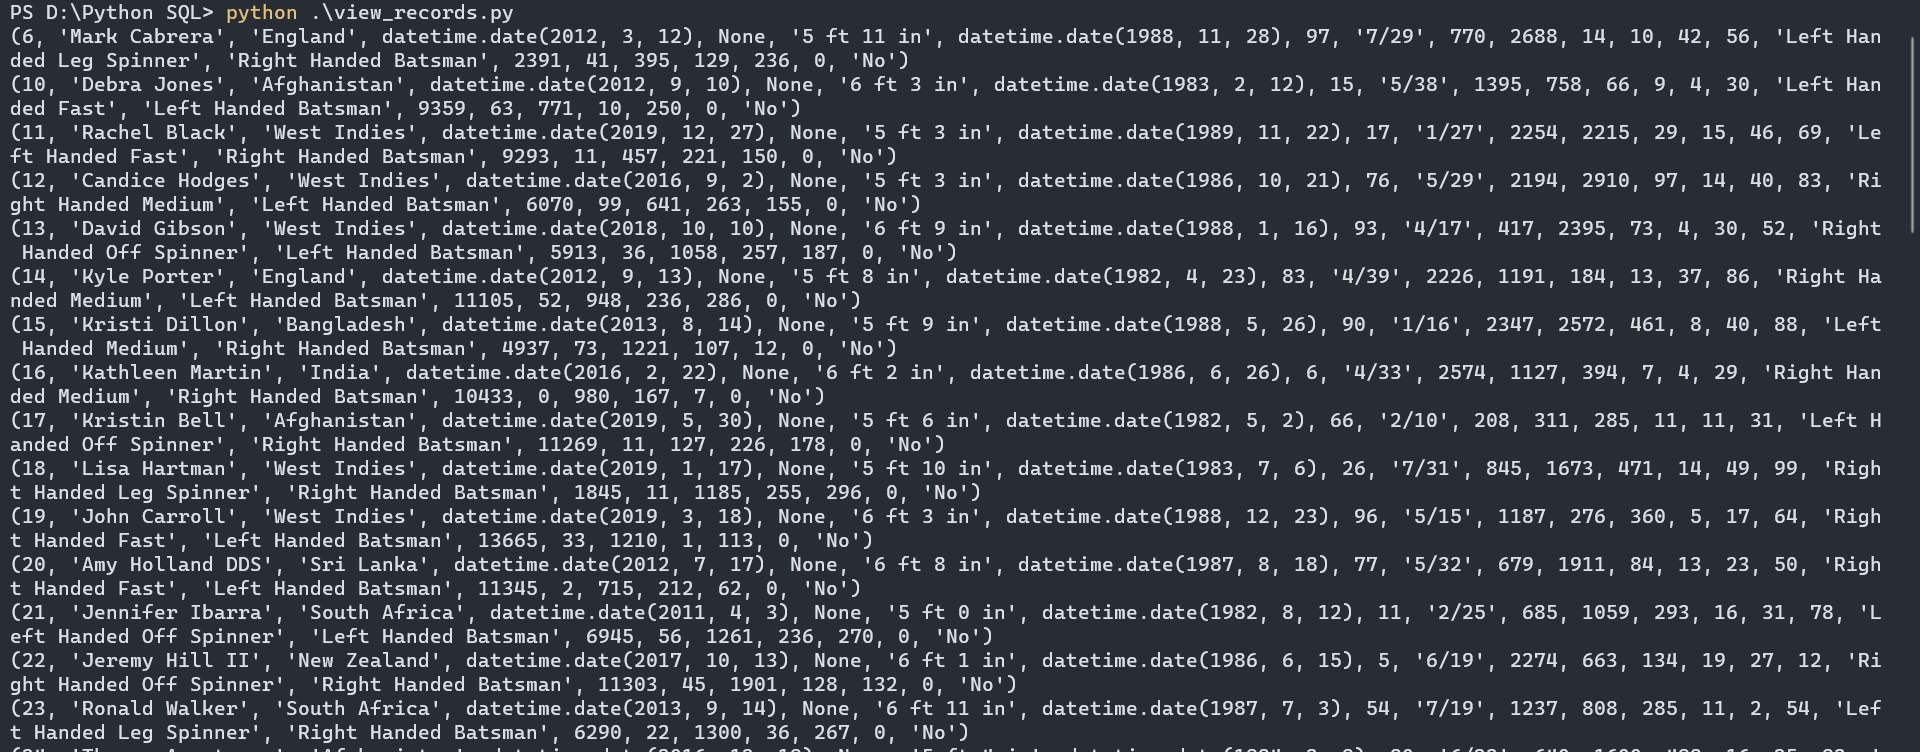 PS D:\Python SQL> python .\view_records.py
(6, 'Mark Cabrera', 'England', datetime.date(2012, 3, 12), None, '5 ft 11 in', datetime.date(1988, 11, 28), 97, '7/29', 770, 2688, 14, 10, 42, 56, 'Left Han
ded Leg Spinner', 'Right Handed Batsman', 2391, 41, 395, 129, 236, 0, 'No')
(10, 'Debra Jones', 'Afghanistan', datetime.date(2012, 9, 10), None, '6 ft 3 in', datetime.date(1983, 2, 12), 15, '5/38', 1395, 758, 66, 9, 4, 30, 'Left Han
ded Fast', 'Left Handed Batsman', 9359, 63, 771, 10, 250, 0, 'No')
(11, 'Rachel Black', 'West Indies', datetime.date(2019, 12, 27), None, '5 ft 3 in', datetime.date(1989, 11, 22), 17, '1/27', 2254, 2215, 29, 15, 46, 69, 'Le
ft Handed Fast', 'Right Handed Batsman', 9293, 11, 457, 221, 150, 0, 'No')
(12, 'Candice Hodges', 'West Indies', datetime.date(2016, 9, 2), None, '5 ft 3 in', datetime.date(1986, 10, 21), 76, '5/29', 2194, 2910, 97, 14, 40, 83, 'Ri
ght Handed Medium', 'Left Handed Batsman', 6070, 99, 641, 263, 155, 0, 'No')
(13, 'David Gibson', 'West Indies', datetime.date(2018, 10, 10), None, '6 ft 9 in', datetime.date(1988, 1, 16), 93, '4/17', 417, 2395, 73, 4, 30, 52, 'Right
 Handed Off Spinner', 'Left Handed Batsman', 5913, 36, 1058, 257, 187, 0, 'No')
(14, 'Kyle Porter', 'England', datetime.date(2012, 9, 13), None, '5 ft 8 in', datetime.date(1982, 4, 23), 83, '4/39', 2226, 1191, 184, 13, 37, 86, 'Right Ha
nded Medium', 'Left Handed Batsman', 11105, 52, 948, 236, 286, 0, 'No')
(15, 'Kristi Dillon', 'Bangladesh', datetime.date(2013, 8, 14), None, '5 ft 9 in', datetime.date(1988, 5, 26), 90, '1/16', 2347, 2572, 461, 8, 40, 88, 'Left
 Handed Medium', 'Right Handed Batsman', 4937, 73, 1221, 107, 12, 0, 'No')
(16, 'Kathleen Martin', 'India', datetime.date(2016, 2, 22), None, '6 ft 2 in', datetime.date(1986, 6, 26), 6, '4/33', 2574, 1127, 394, 7, 4, 29, 'Right Han
ded Medium', 'Right Handed Batsman', 10433, 0, 980, 167, 7, 0, 'No')
(17, 'Kristin Bell', 'Afghanistan', datetime.date(2019, 5, 30), None, '5 ft 6 in', datetime.date(1982, 5, 2), 66, '2/10', 208, 311, 285, 11, 11, 31, 'Left H
anded Off Spinner', 'Right Handed Batsman', 11269, 11, 127, 226, 178, 0, 'No')
(18, 'Lisa Hartman', 'West Indies', datetime.date(2019, 1, 17), None, '5 ft 10 in', datetime.date(1983, 7, 6), 26, '7/31', 845, 1673, 471, 14, 49, 99, 'Righ
t Handed Leg Spinner', 'Right Handed Batsman', 1845, 11, 1185, 255, 296, 0, 'No')
(19, 'John Carroll', 'West Indies', datetime.date(2019, 3, 18), None, '6 ft 3 in', datetime.date(1988, 12, 23), 96, '5/15', 1187, 276, 360, 5, 17, 64, 'Righ
t Handed Fast', 'Left Handed Batsman', 13665, 33, 1210, 1, 113, 0, 'No')
(20, 'Amy Holland DDS', 'Sri Lanka', datetime.date(2012, 7, 17), None, '6 ft 8 in', datetime.date(1987, 8, 18), 77, '5/32', 679, 1911, 84, 13, 23, 50, 'Righ
t Handed Fast', 'Left Handed Batsman', 11345, 2, 715, 212, 62, 0, 'No')
(21, 'Jennifer Ibarra', 'South Africa', datetime.date(2011, 4, 3), None, '5 ft 0 in', datetime.date(1982, 8, 12), 11, '2/25', 685, 1059, 293, 16, 31, 78, 'L
eft Handed Off Spinner', 'Left Handed Batsman', 6945, 56, 1261, 236, 270, 0, 'No')
(22, 'Jeremy Hill II', 'New Zealand', datetime.date(2017, 10, 13), None, '6 ft 1 in', datetime.date(1986, 6, 15), 5, '6/19', 2274, 663, 134, 19, 27, 12, 'Ri
ght Handed Off Spinner', 'Right Handed Batsman', 11303, 45, 1901, 128, 132, 0, 'No')
(23, 'Ronald Walker', 'South Africa', datetime.date(2013, 9, 14), None, '6 ft 11 in', datetime.date(1987, 7, 3), 54, '7/19', 1237, 808, 285, 11, 2, 54, 'Lef
t Handed Leg Spinner', 'Right Handed Batsman', 6290, 22, 1300, 36, 267, 0, 'No')